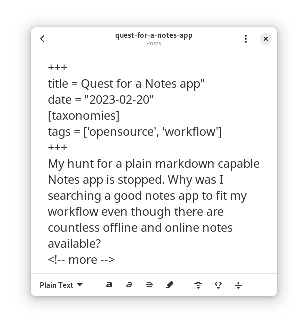 quest-for-a-notes-app
Posts
+++
title = Quest for a Notes app"
date = "2023-02-20"
[taxonomies]
tags = ['opensource', 'workflow']
+++
My hunt for a plain markdown capable
Notes app is stopped. Why was I
searching a good notes app to fit my
workflow even though there are
countless offline and online notes
available?
<!-- more -->
Plain Text a a a